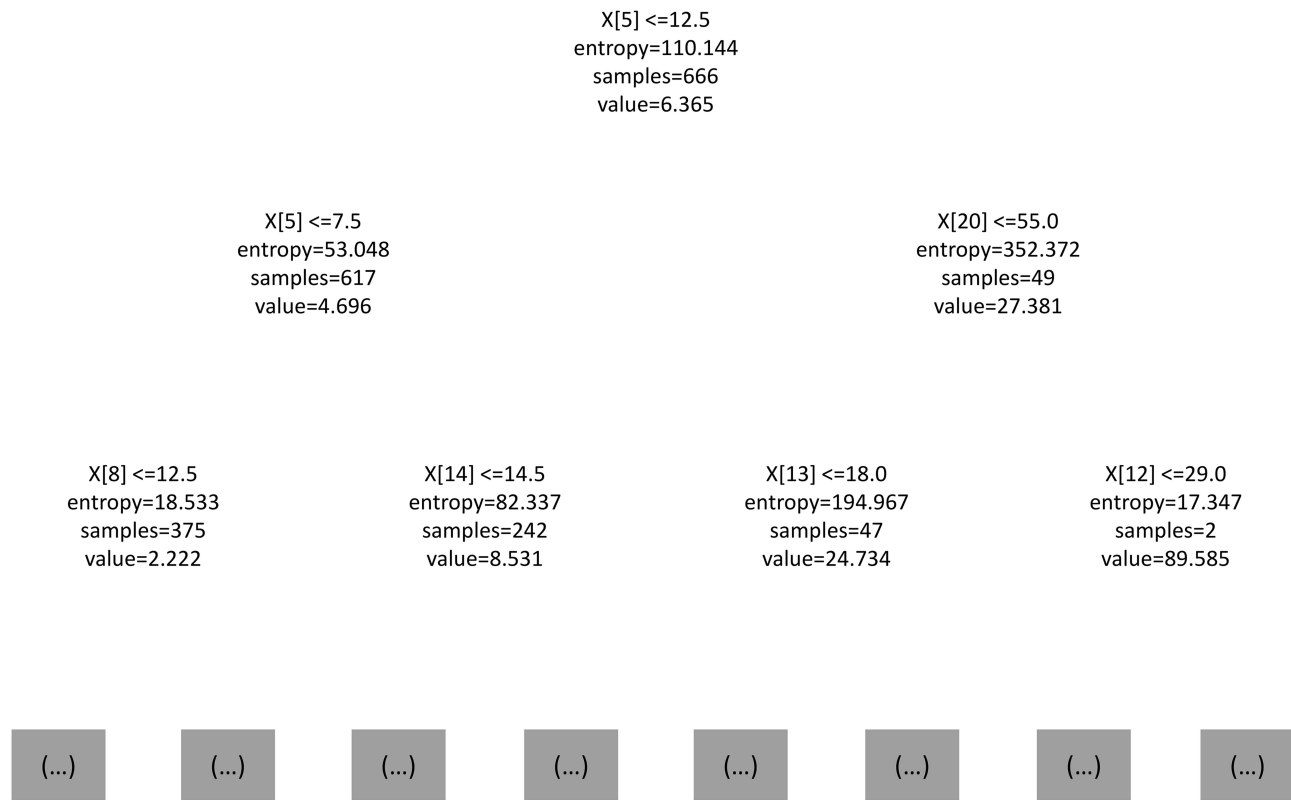 X[5] <=12.5
entropy=110.144
samples=666
value=6.365
X[5] <=7.5
entropy=53.048
samples=617
value=4.696
X[20] <=55.0
entropy=352.372
samples=49
value=27.381
X[8] <=12.5
entropy=18.533
samples=375
value=2.222
X[14] <=14.5
entropy=82.337
samples=242
value=8.531
X[13] <=18.0
entropy=194.967
samples=47
value=24.734
X[12] <=29.0
entropy=17.347
samples=2
value=89.585
(...)
(...)
(...)
(...)
(...)
(...)
(...)
(...)